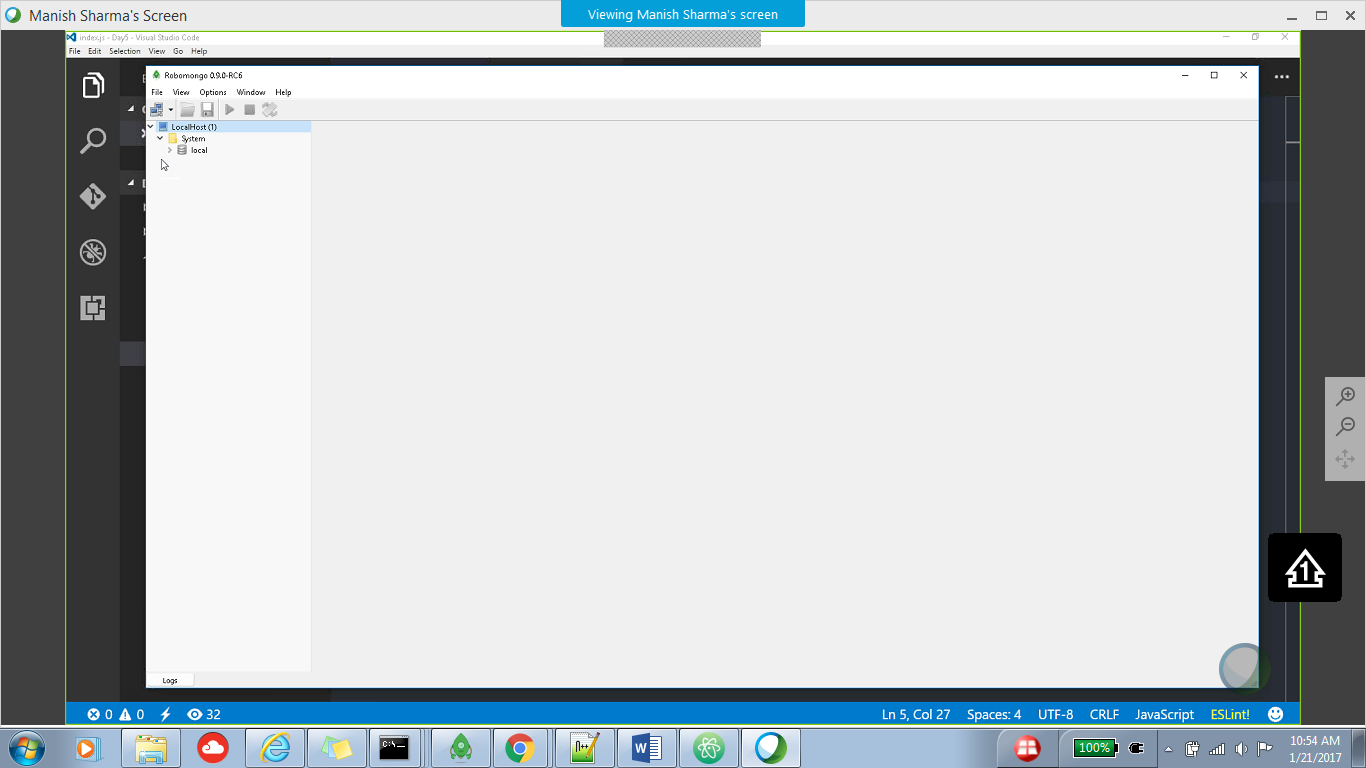 Manish Sharma's Screen
Viewing Manish Sharma's screen
index.js - Day5 - Visual Studio Code
File Edit Selection View Go Help
Robomongo 0.9.0-RC6
File View Options Window Help
LocalHost (1)
System
local
1
Logs
0 0 32
Ln 5, Col 27 Spaces: 4 UTF-8 CRLF JavaScript ESLint!
C:\.
W
100%
10:54 AM
1/21/2017